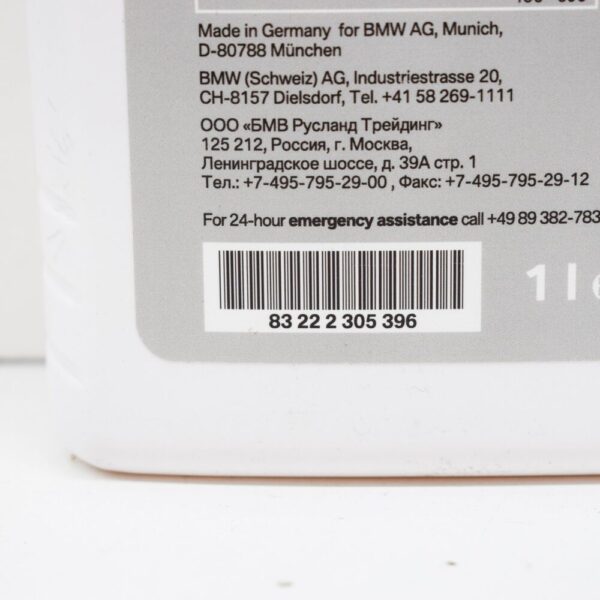 Made in Germany for BMW AG, Munich,
D-80788 München
BMW (Schweiz) AG, Industriestrasse 20,
CH-8157 Dielsdorf, Tel. +41 58 269-1111
ООО «БМВ Русланд Трейдинг»
125 212, Россия, г. Москва,
Ленинградское шоссе, д. 39А стр. 1
Тел.: +7-495-795-29-00 , Факс: +7-495-795-29-12
For 24-hour emergency assistance call +49 89 382-783
83 22 2 305 396
1 l